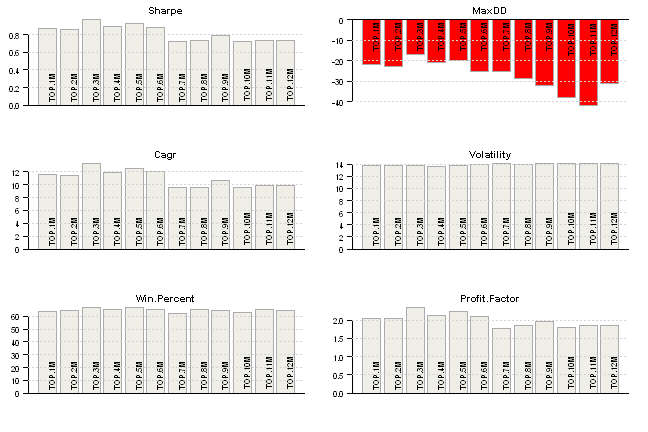 Sharpe
0.8
0.6
0.4
0.2
0.0
TOP.1M
TOP.2M
TOP.3M
TOP.4M
TOP.5M
TOP.6M
TOP.7M
TOP.8M
TOP.9M
TOP.10M
TOP.11M
TOP.12M
MaxDD
0
-10
-20
-30
-40
TOP.1M
TOP.2M
TOP.3M
TOP.4M
TOP.5M
TOP.6M
TOP.7M
TOP.8M
TOP.9M
TOP.10M
TOP.11M
TOP.12M
Cagr
12
10
8
6
4
2
0
TOP.1M
TOP.2M
TOP.3M
TOP.4M
TOP.5M
TOP.6M
TOP.7M
TOP.8M
TOP.9M
TOP.10M
TOP.11M
TOP.12M
Volatility
14
12
10
8
6
4
2
0
TOP.1M
TOP.2M
TOP.3M
TOP.4M
TOP.5M
TOP.6M
TOP.7M
TOP.8M
TOP.9M
TOP.10M
TOP.11M
TOP.12M
Win.Percent
60
50
40
30
20
10
0
TOP.1M
TOP.2M
TOP.3M
TOP.4M
TOP.5M
TOP.6M
TOP.7M
TOP.8M
TOP.9M
TOP.10M
TOP.11M
TOP.12M
Profit.Factor
2.0
1.5
1.0
0.5
0.0
TOP.1M
TOP.2M
TOP.3M
TOP.4M
TOP.5M
TOP.6M
TOP.7M
TOP.8M
TOP.9M
TOP.10M
TOP.11M
TOP.12M